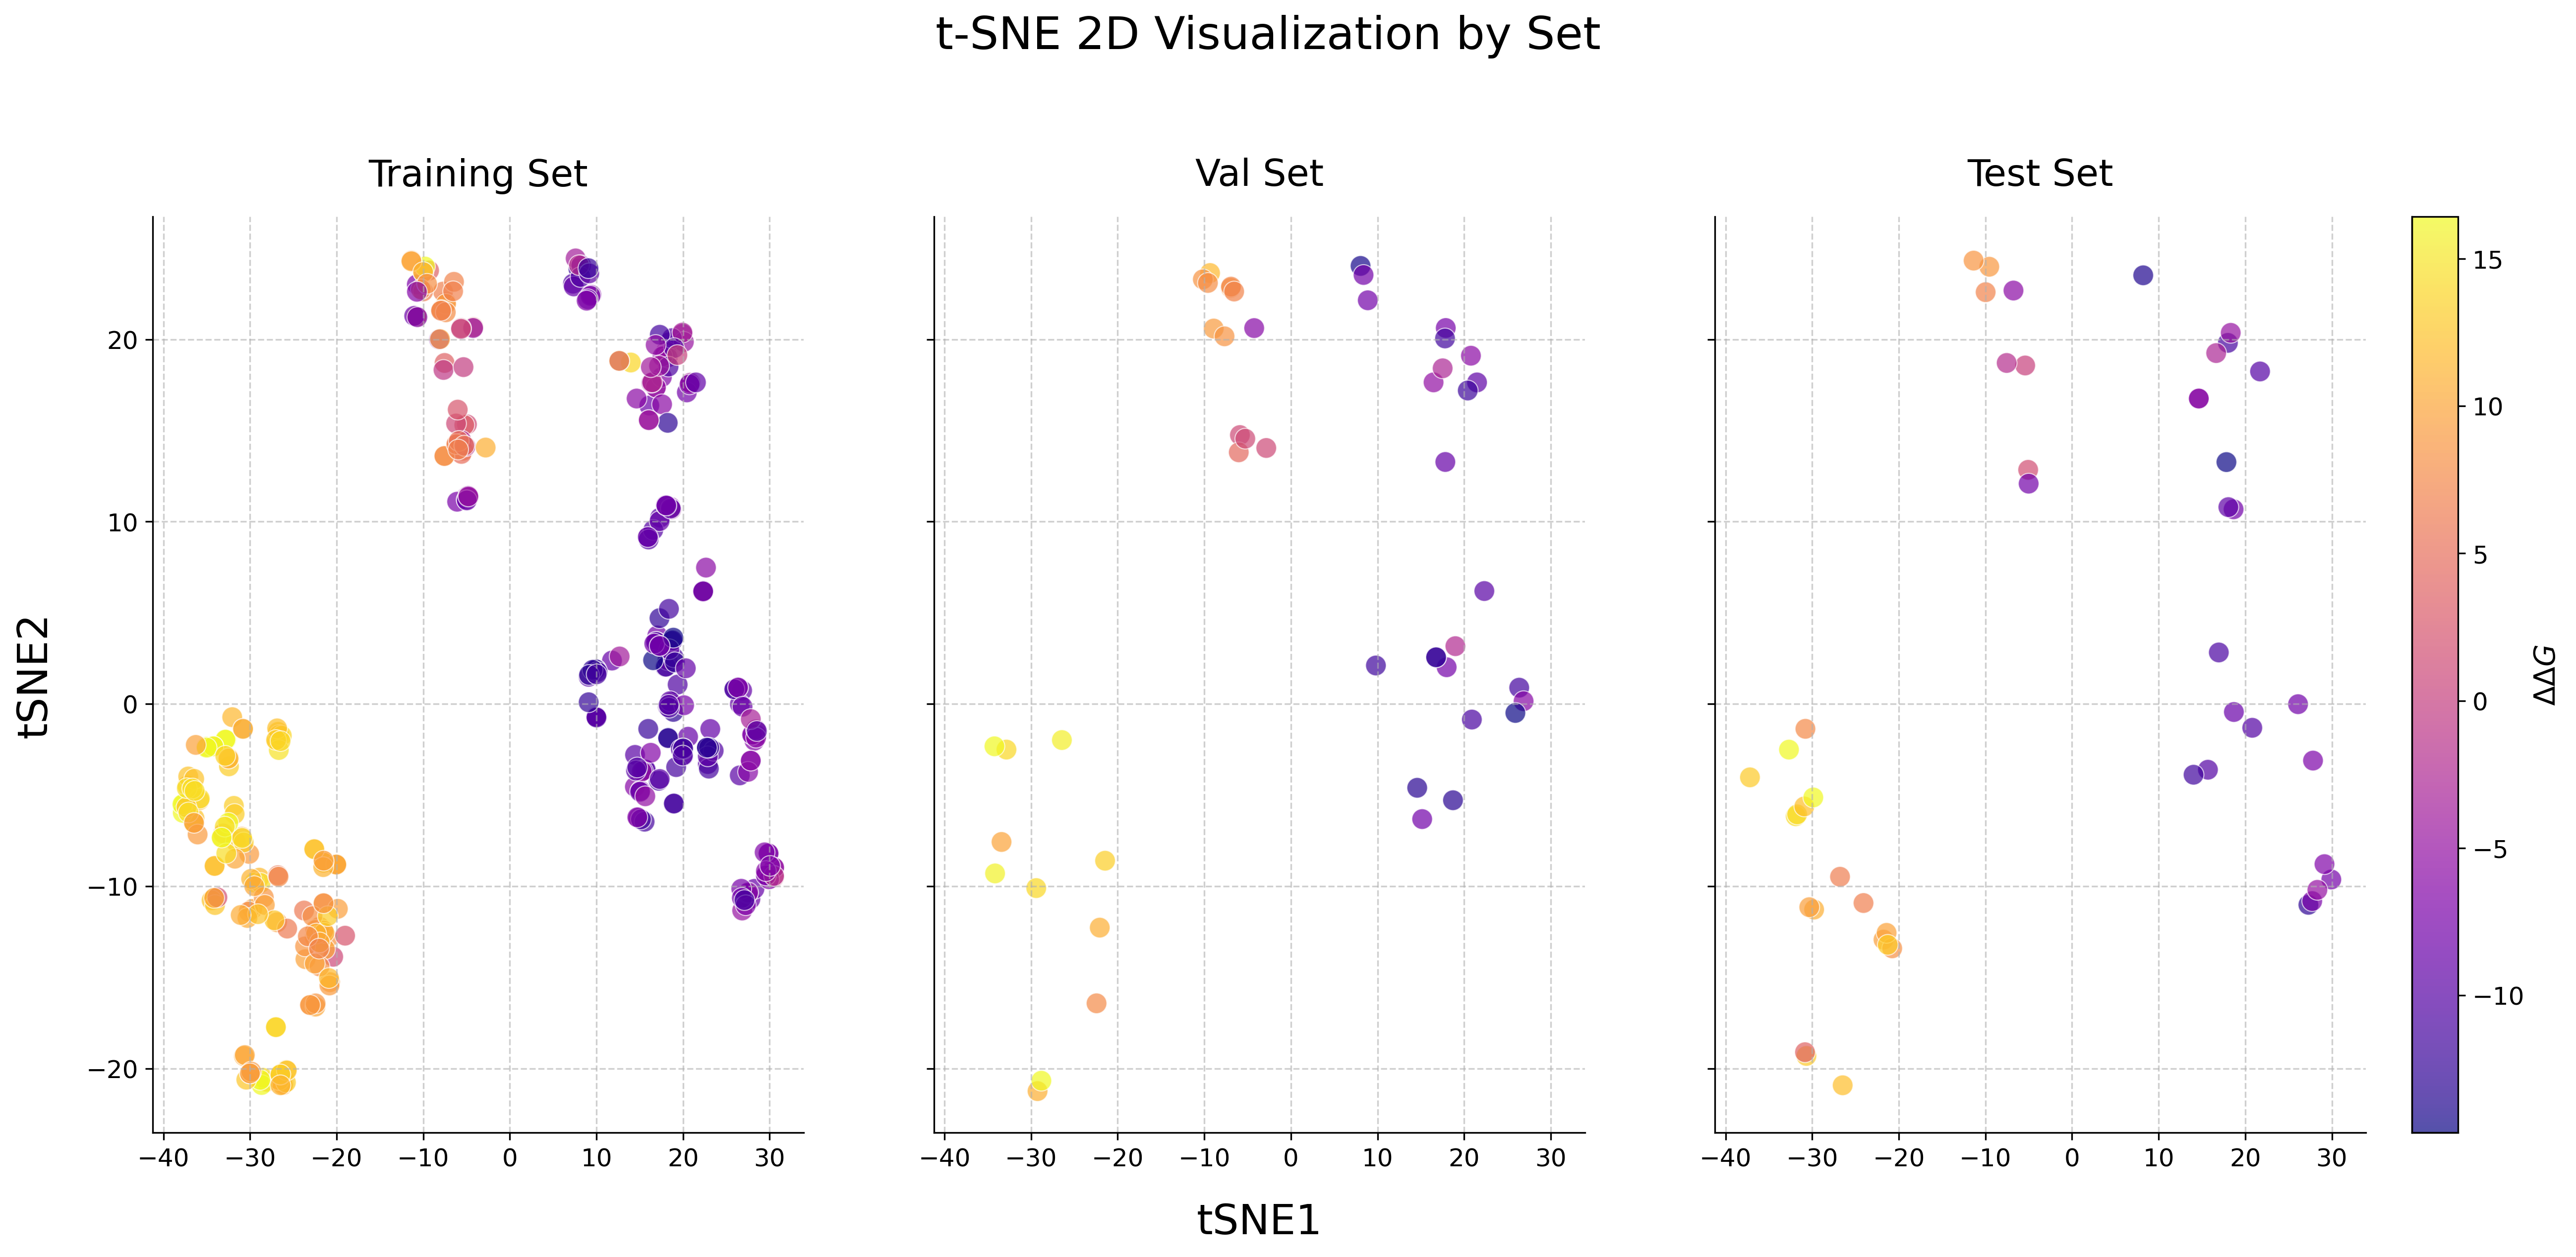 t-SNE 2D Visualization by Set
Training Set
Val Set
Test Set
tSNE2
20
10
0
−10
−20
−40 −30 −20 −10 0 10 20 30
−40 −30 −20 −10 0 10 20 30
−40 −30 −20 −10 0 10 20 30
tSNE1
15
10
5
0
−5
−10
ΔΔG